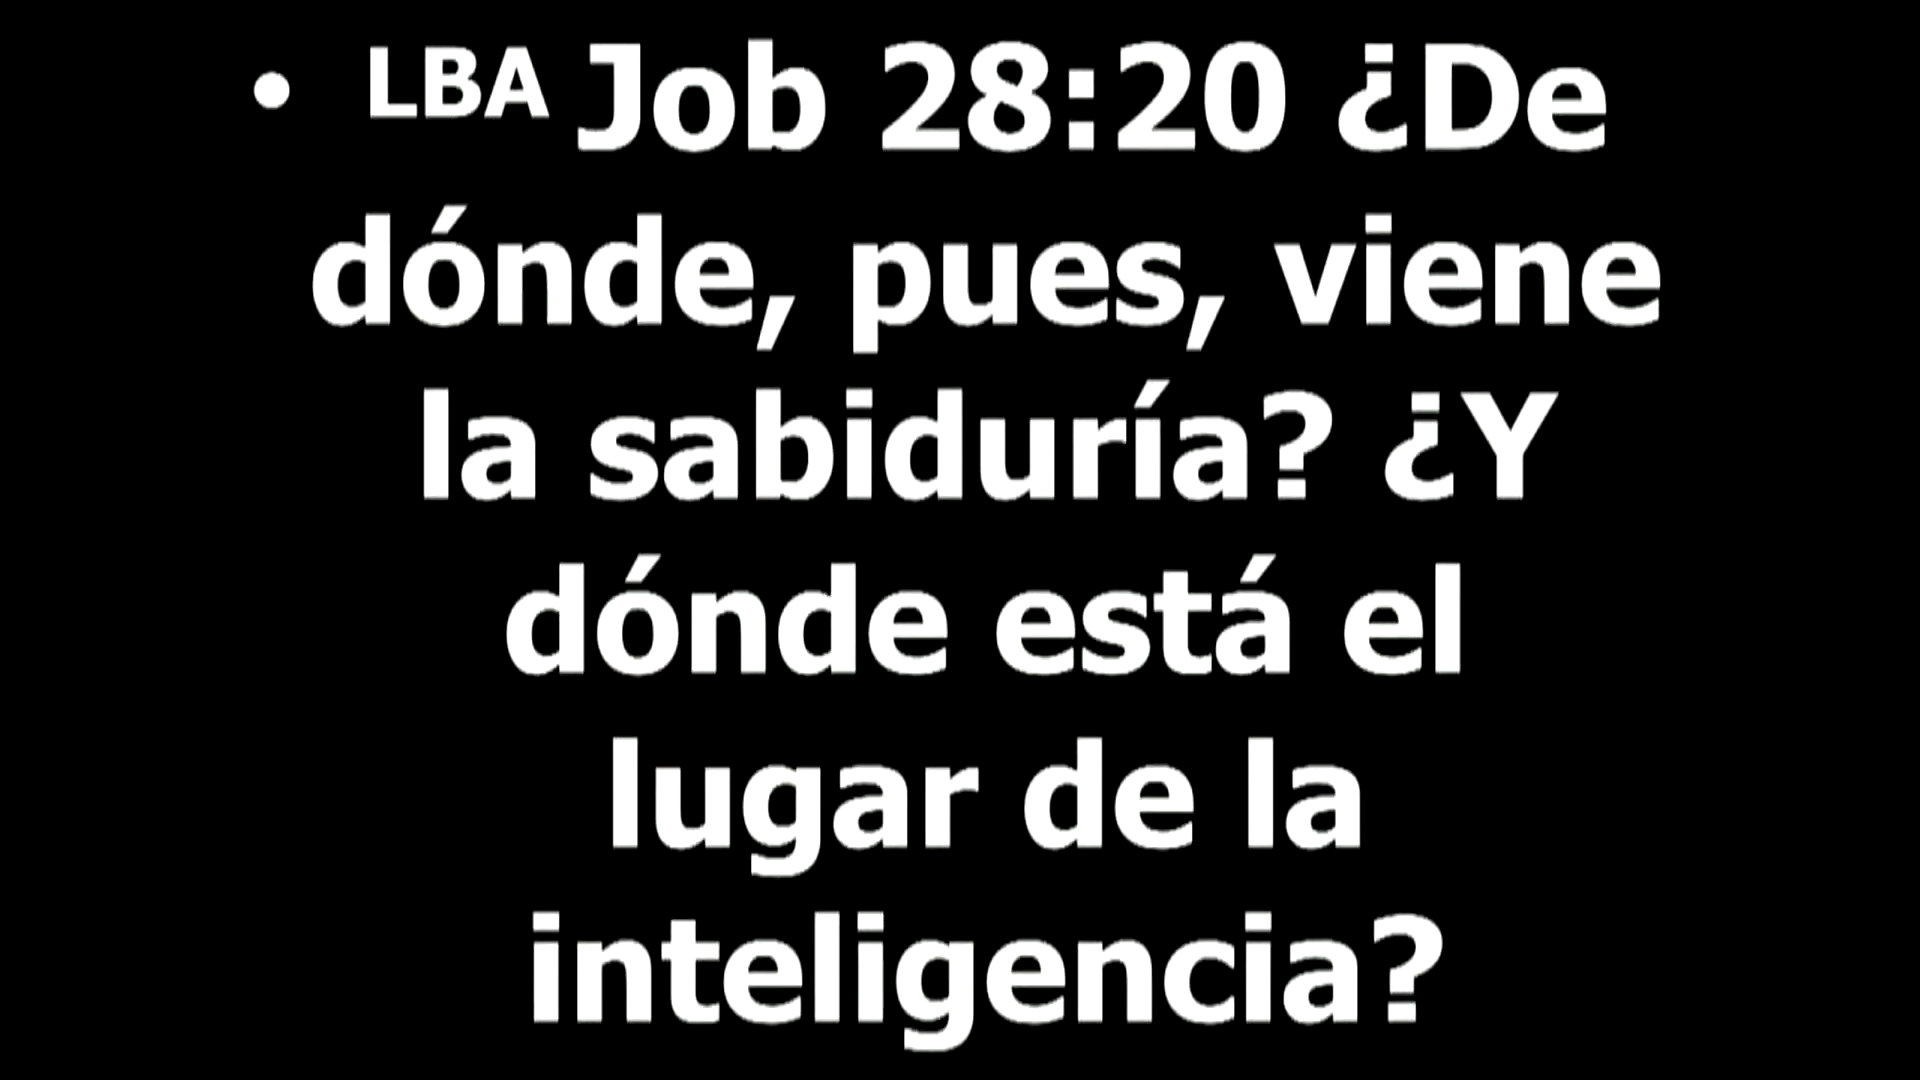 • LBA Job 28:20 ¿De
dónde, pues, viene
la sabiduría? ¿Y
dónde está el
lugar de la
inteligencia?